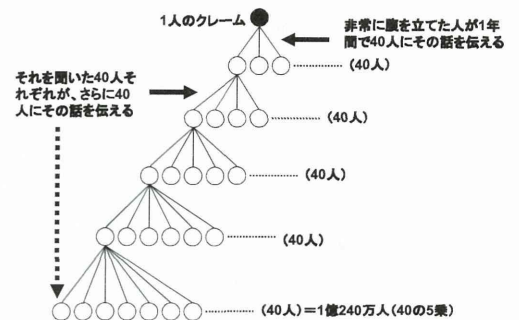 1人のクレーム
非常に腹を立てた人が1年
間で40人にその話を伝える
(40人)
それを聞いた40人そ
れぞれが、さらに40
人にその話を伝える
(40人)
(40人)
(40人)
(40人)=1億240万人(40の5乗)